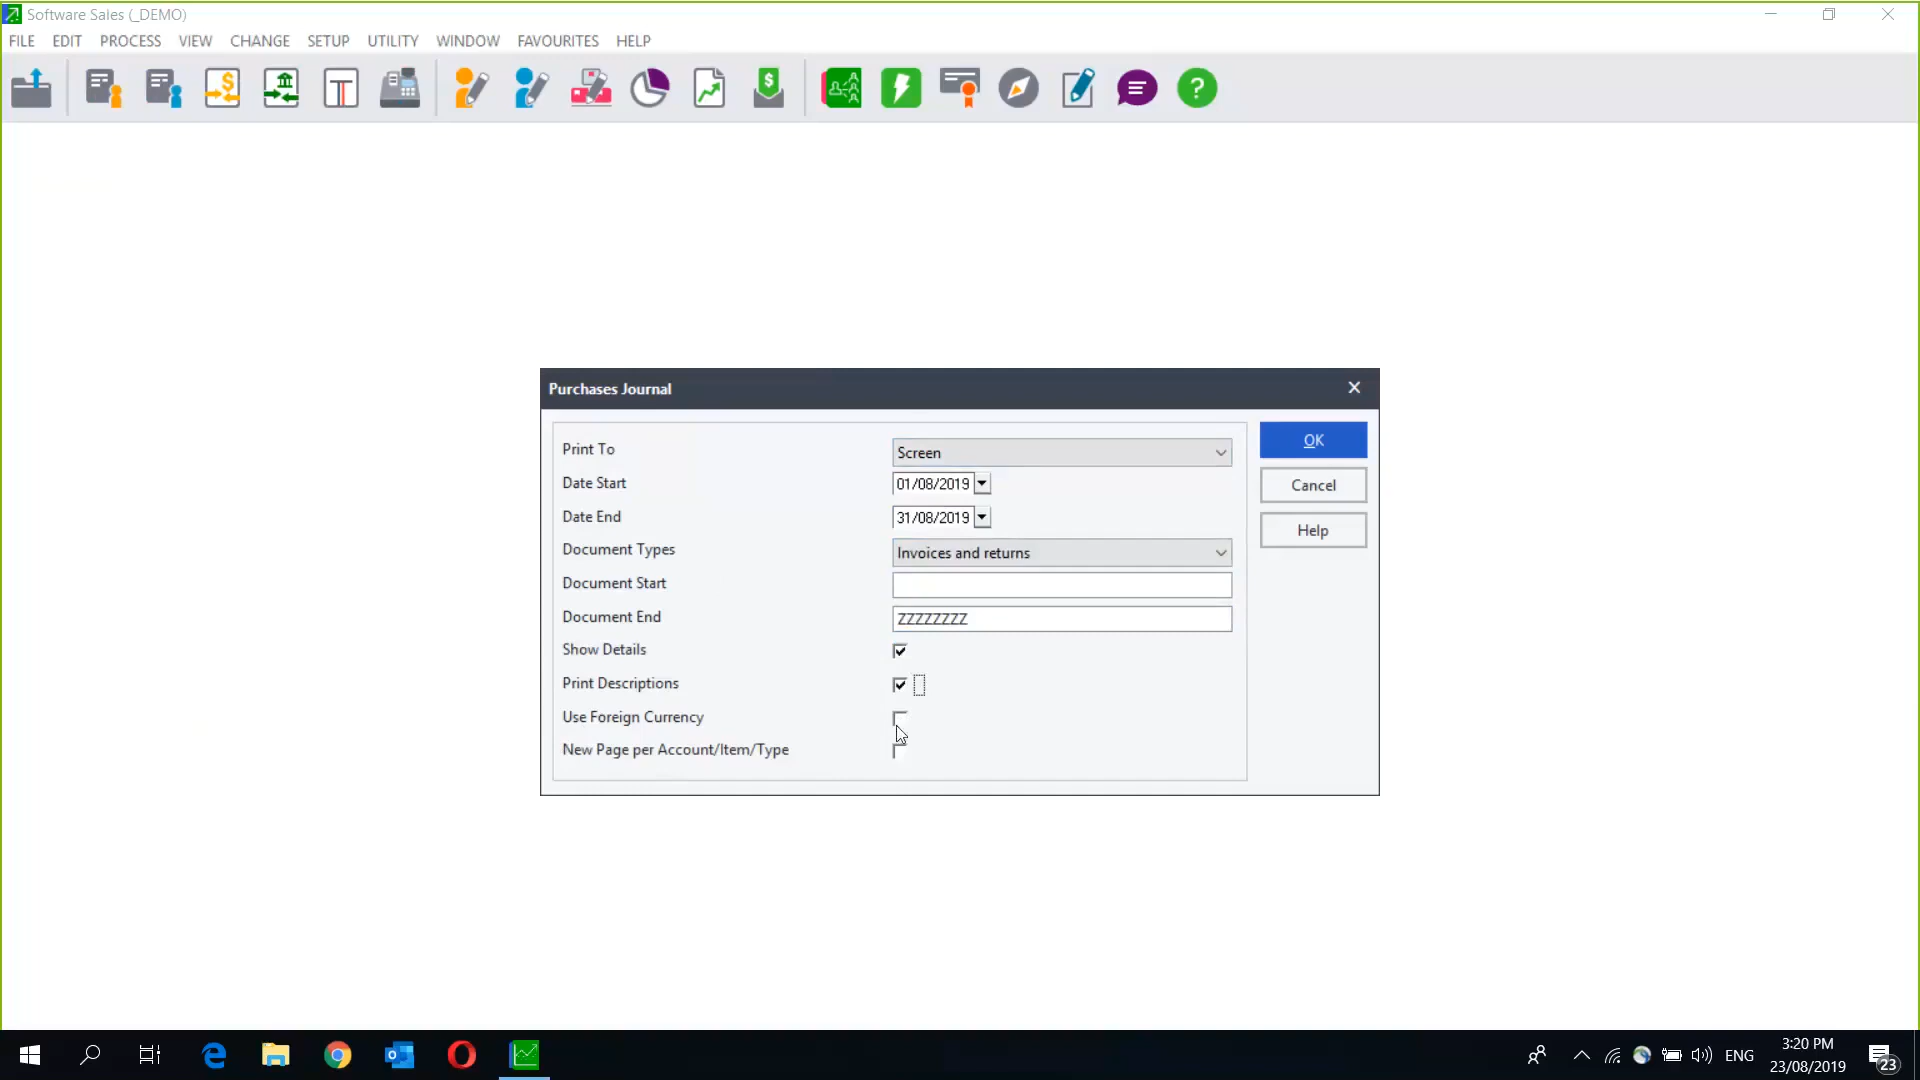 Software Sales (_DEMO)
FILE EDIT PROCESS VIEW CHANGE SETUP UTILITY WINDOW FAVOURITES HELP
Purchases Journal
Print To Screen OK
Date Start 01/08/2019 Cancel
Date End 31/08/2019 Help
Document Types Invoices and returns
Document Start
Document End ZZZZZZZZ
Show Details
Print Descriptions
Use Foreign Currency
New Page per Account/Item/Type
ENG
3:20 PM
23/08/2019
23